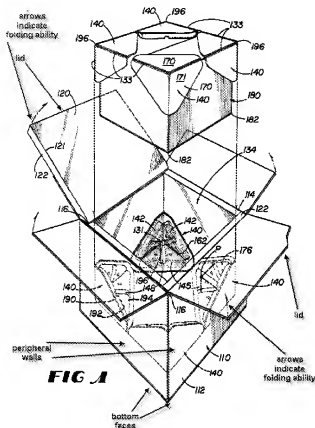 140 196
140 133
arrows
indicate
folding ability
196
196
lid
133
170
171 140
120
170
140
190
182
121
122
182
134
114
116
122
142 142
131 140
162
176
140
196
145
140
148
lid
190 194
192
116
peripheral
walls
110
arrows
indicate
folding ability
140
FIG A
112
bottom
faces